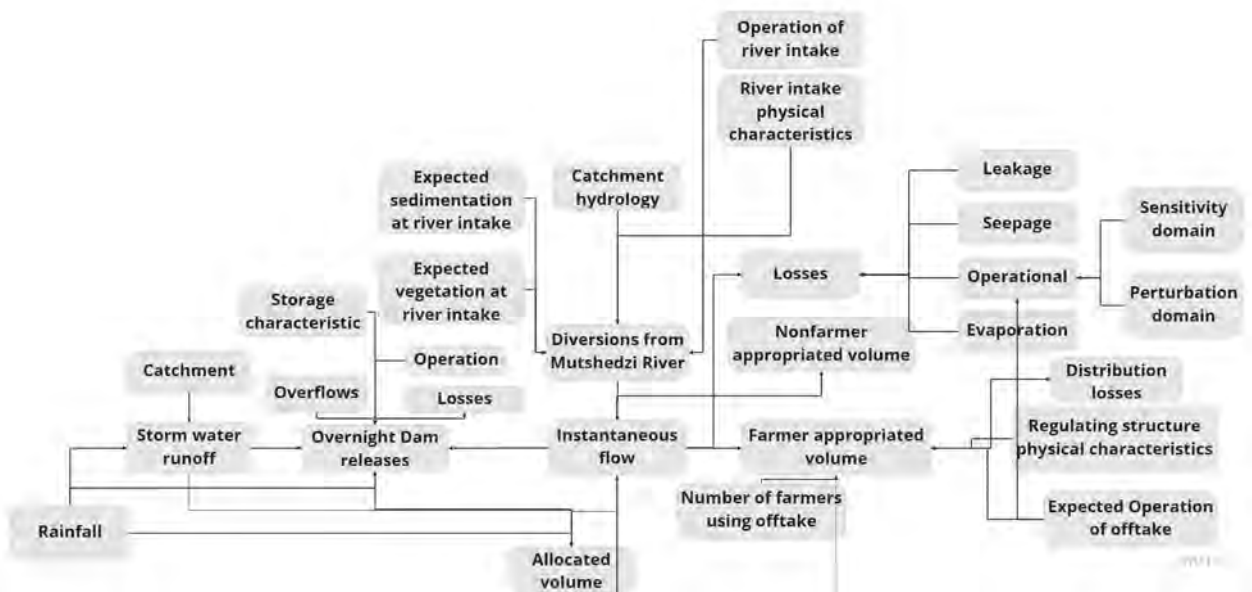 Operation of
river intake
River intake
physical
characteristics
Expected
sedimentation
at river intake
Catchment
hydrology
Leakage
Sensitivity
domain
Seepage
Losses
Operational
Expected
vegetation at
river intake
Storage
characteristic
Perturbation
domain
Evaporation
Diversions from
Mutshedzi River
Nonfarmer
appropriated volume
Operation
Catchment
Distribution
losses
Overflows
Losses
Storm water
runoff
Overnight Dam
releases
Instantaneous
flow
Farmer appropriated
volume
Regulating structure
physical characteristics
Number of farmers
using offtake
Expected Operation
of offtake
Rainfall
Allocated
volume